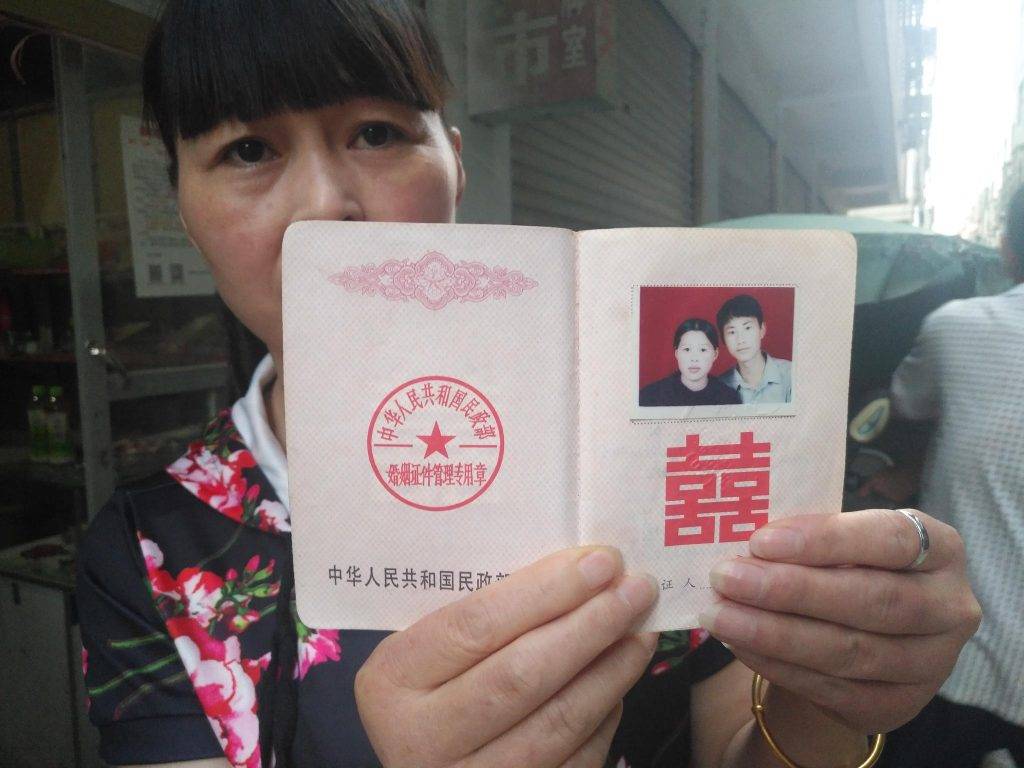 市
室
中华人民共和国民政部
婚姻证件管理专用章
中华人民共和国民政部
囍
证 人